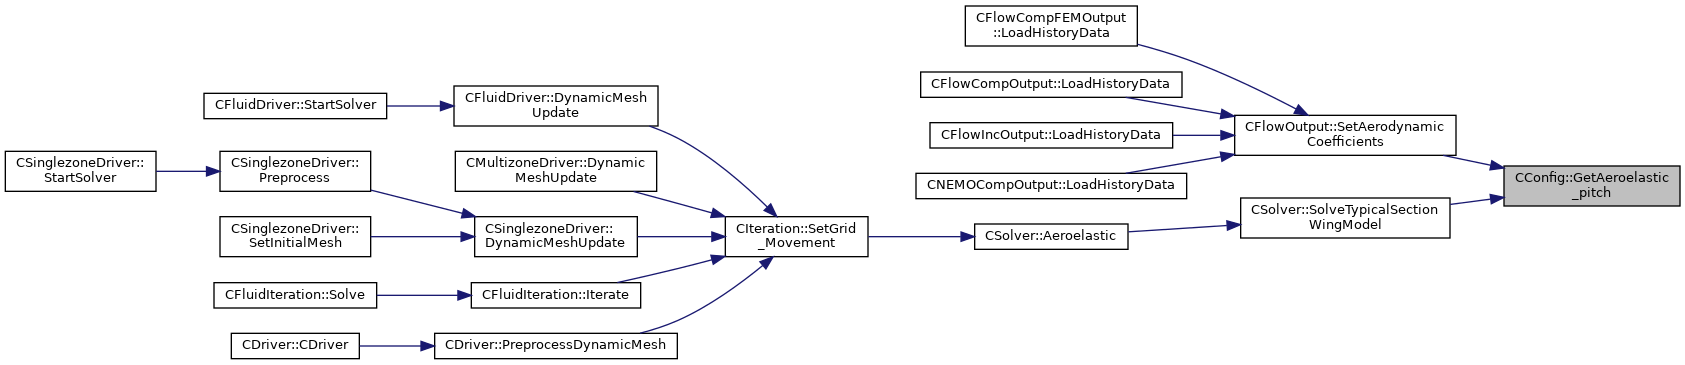 CFlowCompFEMOutput
::LoadHistoryData
CFlowCompOutput::LoadHistoryData
CFluidDriver::DynamicMesh
Update
CFluidDriver::StartSolver
CFlowOutput::SetAerodynamic
Coefficients
CFlowIncOutput::LoadHistoryData
CSinglezoneDriver::
StartSolver
CSinglezoneDriver::
Preprocess
CMultizoneDriver::Dynamic
MeshUpdate
CNEMOCompOutput::LoadHistoryData
CConfig::GetAeroelastic
_pitch
CSinglezoneDriver::
SetInitialMesh
CSinglezoneDriver::
DynamicMeshUpdate
CIteration::SetGrid
_Movement
CSolver::Aeroelastic
CSolver::SolveTypicalSection
WingModel
CFluidIteration::Solve
CFluidIteration::Iterate
CDriver::CDriver
CDriver::PreprocessDynamicMesh